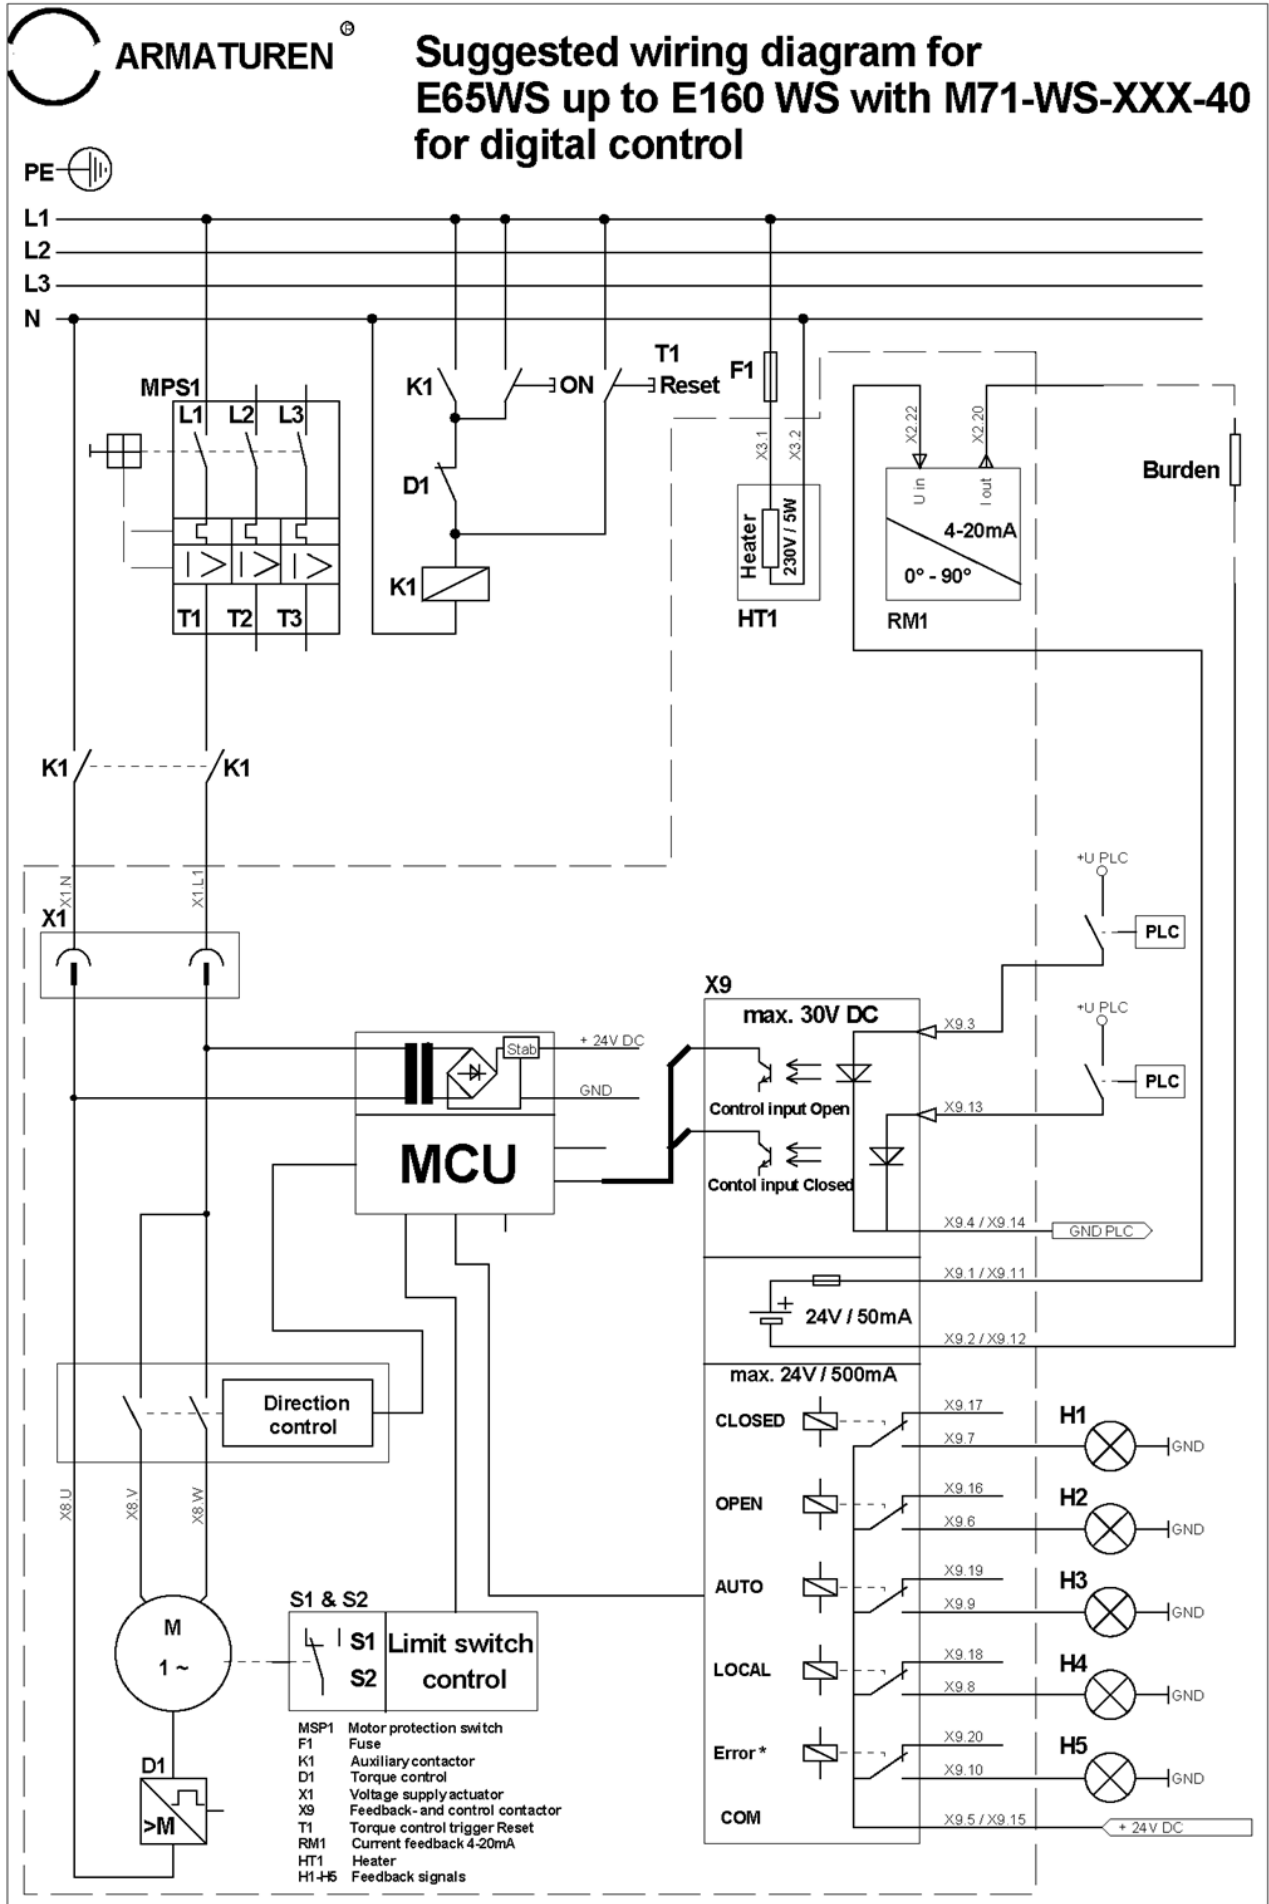 ARMATUREN ®
Suggested wiring diagram for
E65WS up to E160 WS with M71-WS-XXX-40
for digital control
PE
L1
L2
L3
N
MPS1
L1 L2 L3
T1 T2 T3
K1
ON
T1
Reset
D1
K1
F1
X3.1
X3.2
Heater
230V / 5W
HT1
X2.22
X2.20
U in
I out
4-20mA
0° - 90°
RM1
Burden
K1
K1
X1.N
X1.L1
X1
+U PLC
PLC
+U PLC
PLC
X9
max. 30V DC
X9.3
Control input Open
X9.13
Contol input Closed
X9.4 / X9.14
GND PLC
Stab
+ 24V DC
GND
MCU
X9.1 / X9.11
24V / 50mA
X9.2 / X9.12
max. 24V / 500mA
Direction
control
X8.U
X8.V
X8.W
CLOSED
X9.17
X9.7
H1
GND
OPEN
X9.16
X9.6
H2
GND
AUTO
X9.19
X9.9
H3
GND
LOCAL
X9.18
X9.8
H4
GND
Error *
X9.20
X9.10
H5
GND
COM
X9.5 / X9.15
+ 24V DC
M
1 ~
S1 & S2
S1
S2
Limit switch
control
D1
>M
MSP1 Motor protection switch
F1 Fuse
K1 Auxiliary contactor
D1 Torque control
X1 Voltage supply actuator
X9 Feedback- and control contactor
T1 Torque control trigger Reset
RM1 Current feedback 4-20mA
HT1 Heater
H1-H5 Feedback signals